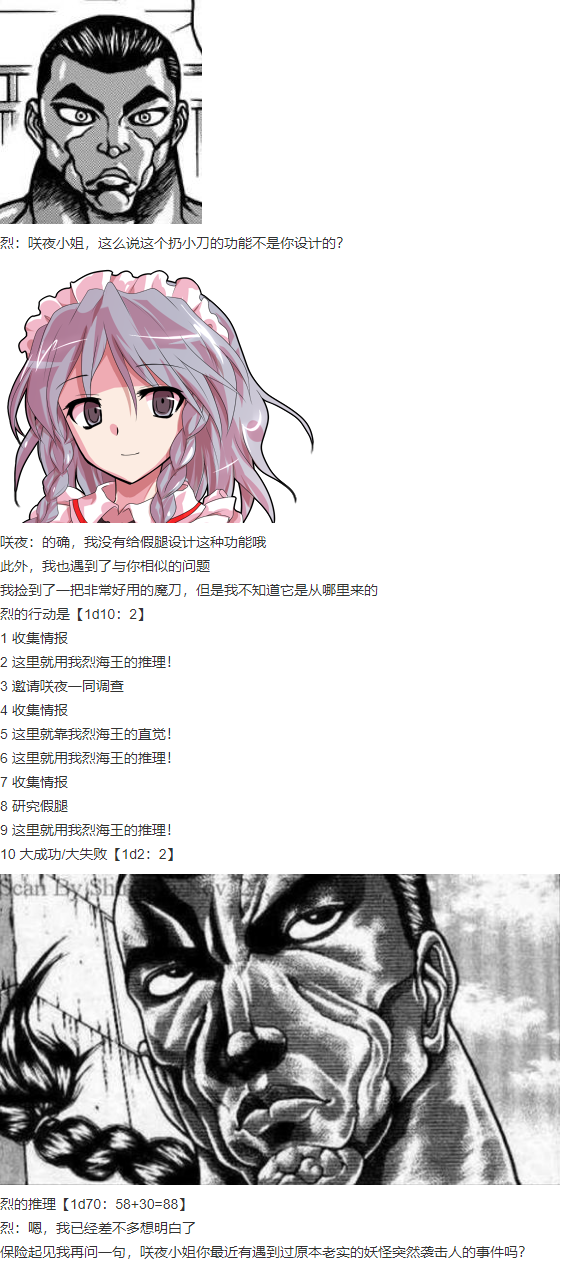 烈：咲夜小姐，这么说这个扔小刀的功能不是你设计的？
咲夜：的确，我没有给假腿设计这种功能哦
此外，我也遇到了与你相似的问题
我捡到了一把非常好用的魔刀，但是我不知道它是从哪里来的
烈的行动是【1d10：2】
1 收集情报
2 这里就用我烈海王的推理！
3 邀请咲夜一同调查
4 收集情报
5 这里就靠我烈海王的直觉！
6 这里就用我烈海王的推理！
7 收集情报
8 研究假腿
9 这里就用我烈海王的推理！
10 大成功/大失败【1d2：2】
Scan By
烈的推理【1d70：58+30=88】
烈：嗯，我已经差不多想明白了
保险起见我再问一句，咲夜小姐你最近有遇到过原本老实的妖怪突然袭击人的事件吗？